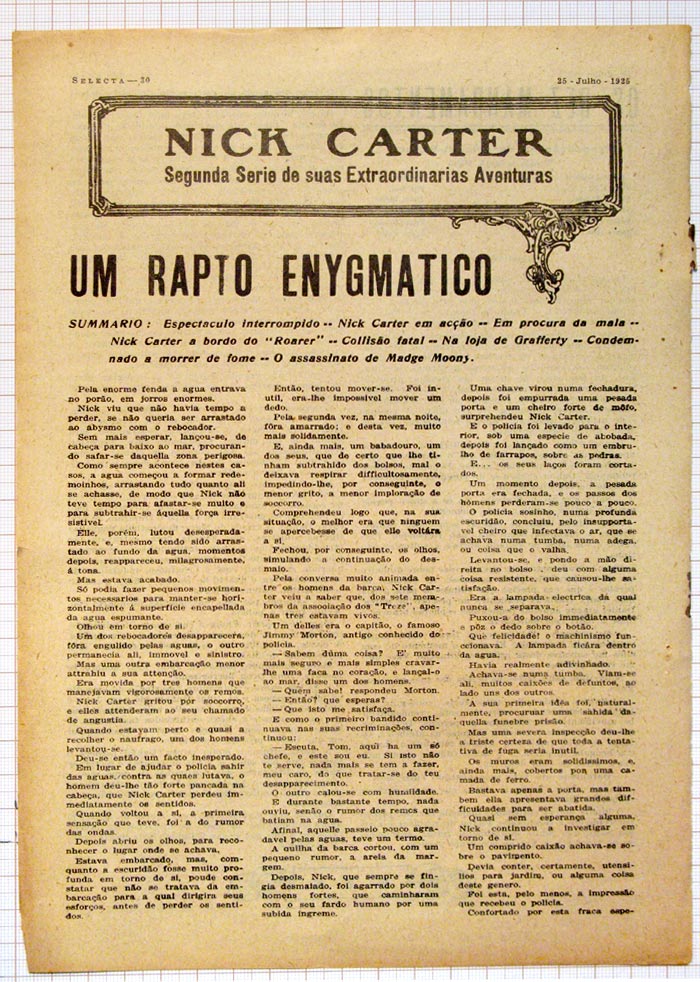 SELECTA — 30
25 - Julho - 1925
NICK CARTER
Segunda Serie de suas Extraordinarias Aventuras
UM RAPTO ENYGMATICO
SUMMARIO : Espectaculo interrompido -- Nick Carter em acção -- Em procura da mala --
Nick Carter a bordo do "Roarer" -- Collisão fatal -- Na loja de Grafferty -- Condem-
nado a morrer de fome -- O assassinato de Madge Moony.
Pela enorme fenda a agua entrava
no porão, em jorros enormes.
Nick viu que não havia tempo a
perder, se não queria ser arrastado
ao abysmo com o rebocador.
Sem mais esperar, lançou-se, de
cabeça para baixo ao mar, procuran-
do safar-se daquella zona perigosa.
Como sempre acontece nestes ca-
sos, a agua começou a formar rede-
moinhos, arrastando tudo quanto ali
se achasse, de modo que Nick não
teve tempo para afastar-se muito e
para subtrahir-se áquella força irre-
sistivel.
Elle, porém, lutou desesperada-
mente, e, mesmo tendo sido arras-
tado ao fundo da agua, momentos
depois, reappareceu, milagrosamente,
á tona.
Mas estava acabado.
Só podia fazer pequenos movimen-
tos necessarios para manter-se hori-
zontalmente á superficie encapellada
da agua espumante.
Olhou em torno de si.
Um dos rebocadores desapparecera,
fôra engulido pelas aguas, e o outro
permanecia ali, immovel e sinistro.
Mas uma outra embarcação menor
attrahiu a sua attenção.
Era movida por tres homens que
manejavam vigorosamente os remos.
Nick Carter gritou por soccorro,
e elles attenderam ao seu chamado
de angustia.
Quando estavam perto e quasi a
recolher o naufrago, um dos homens
levantou-se.
Deu-se então um facto inesperado.
Em lugar de ajudar o policia sahir
das aguas, contra as quaes lutava, o
homem deu-lhe tão forte pancada na
cabeça, que Nick Carter perdeu im-
mediatamente os sentidos.
Quando voltou a si, a primeira
sensação que teve, foi a do rumor
das ondas.
Depois abriu os olhos, para reco-
nhecer o lugar onde se achava.
Estava embarcado, mas, com-
quanto a escuridão fosse muito pro-
funda em torno de si, poude cons-
tatar que não se tratava da em-
barcação para a qual dirigira seus
esforços, antes de perder os senti-
dos.
Então, tentou mover-se. Foi in-
util, era-lhe impossivel mover um
dedo.
Pela segunda vez, na mesma noite,
fôra amarrado; e desta vez, muito
mais solidamente.
E, ainda mais, um babadouro, um
dos seus, que de certo que lhe ti-
nham subtrahido dos bolsos, mal o
deixava respirar difficultosamente,
impedindo-lhe, por conseguinte, o
menor grito, a menor imploração de
soccorro.
Comprehendeu logo que, na sua
situação, o melhor era que ninguem
se apercebesse de que elle voltára
a si.
Fechou, por conseguinte, os olhos,
simulando a continuação do des-
maio.
Pela conversa muito animada en-
tre os homens da barca, Nick Car-
ter veiu a saber que, dos sete mem-
bros da associação dos "Treze", ape-
nas tres estavam vivos.
Um delles era o capitão, o famoso
Jimmy Morton, antigo conhecido do
policia.
— Sabem dúma coisa? E' muito
mais seguro e mais simples cravar-
lhe uma faca no coração, e lançal-o
ao mar, disse um dos homens.
— Quem sabe! respondeu Morton.
— Então? que esperas?
— Que isto me satisfaça.
E como o primeiro bandido conti-
nuava nas suas recriminações, con-
tinuou:
— Escuta, Tom, aqui ha um só
chefe, e este sou eu. Si isto não
te serve, nada mais se tem a fazer,
meu caro, do que tratar-se do teu
desapparecimento.
O outro calou-se com humildade.
E durante bastante tempo, nada
ouviu, senão o rumor dos remos que
batiam na agua.
Afinal, aquelle passeio pouco agra-
davel pelas aguas, teve um termo.
A quilha da barca cortou, com um
pequeno rumor, a areia da mar-
gem.
Depois, Nick, que sempre se fin-
gia desmaiado, foi agarrado por dois
homens fortes, que caminharam
com o seu fardo humano por uma
subida ingreme.
Uma chave virou numa fechadura,
depois foi empurrada uma pesada
porta e um cheiro forte de môfo,
surprehendeu Nick Carter.
E o policia foi levado para o inte-
rior, sob uma especie de abobada,
depois foi lançado como um embru-
lho de farrapos, sobre as pedras.
E... os seus laços foram corta-
dos.
Um momento depois, a pesada
porta era fechada, e os passos dos
homens perderam-se pouco a pouco.
O policia sosinho, numa profunda
escuridão, concluiu, pelo insupporta-
vel cheiro que infectava o ar, que se
achava numa tumba, numa adega,
ou coisa que o valha.
Levantou-se, e pondo a mão di-
reita no bolso deu com alguma
coisa resistente, que causou-lhe sa-
tisfação.
Era a lampada electrica da qual
nunca se separava.
Puxou-a do bolso immediatamente
e pôz o dedo sobre o botão.
Que felicidade! o machinismo func-
cionava. A lampada ficára dentro
da agua.
Havia realmente adivinhado.
Achava-se numa tumba. Viam-se
ali, muitos caixões de defuntos, ao
lado uns dos outros.
A sua primeira idéa foi, natural-
mente, procurar uma sahida da-
quella funebre prisão.
Mas uma severa inspecção deu-lhe
a triste certeza de que toda a tenta-
tiva de fuga seria inutil.
Os muros eram solidissimos, e,
ainda mais, cobertos por uma ca-
mada de ferro.
Bastava apenas a porta, mas tam-
bem ella apresentava grandes dif-
ficuldades para ser abatida.
Quasi sem esperança alguma,
Nick continuou a investigar em
torno de si.
Um comprido caixão achava-se so-
bre o pavimento.
Devia conter, certamente, utensi-
lios para jardim, ou alguma coisa
deste genero.
Foi esta, pelo menos, a impressão
que recebeu o policia.
Confortado por esta fraca espe-